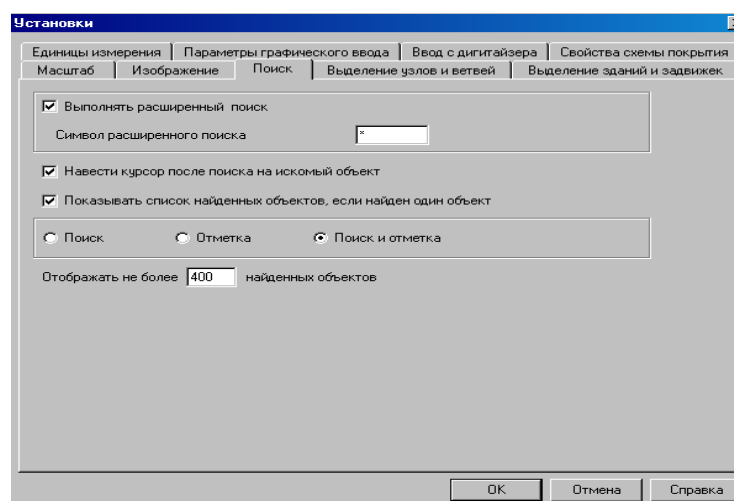 Установки
Единицы измерения Параметры графического ввода Ввод с дигитайзера Свойства схемы покрытия
Масштаб Изображение Поиск Выделение узлов и ветвей Выделение зданий и задвижек
Выполнять расширенный поиск
Символ расширенного поиска *
Навести курсор после поиска на искомый объект
Показывать список найденных объектов, если найден один объект
Поиск Отметка Поиск и отметка
Отображать не более 400 найденных объектов
OK Отмена Справка